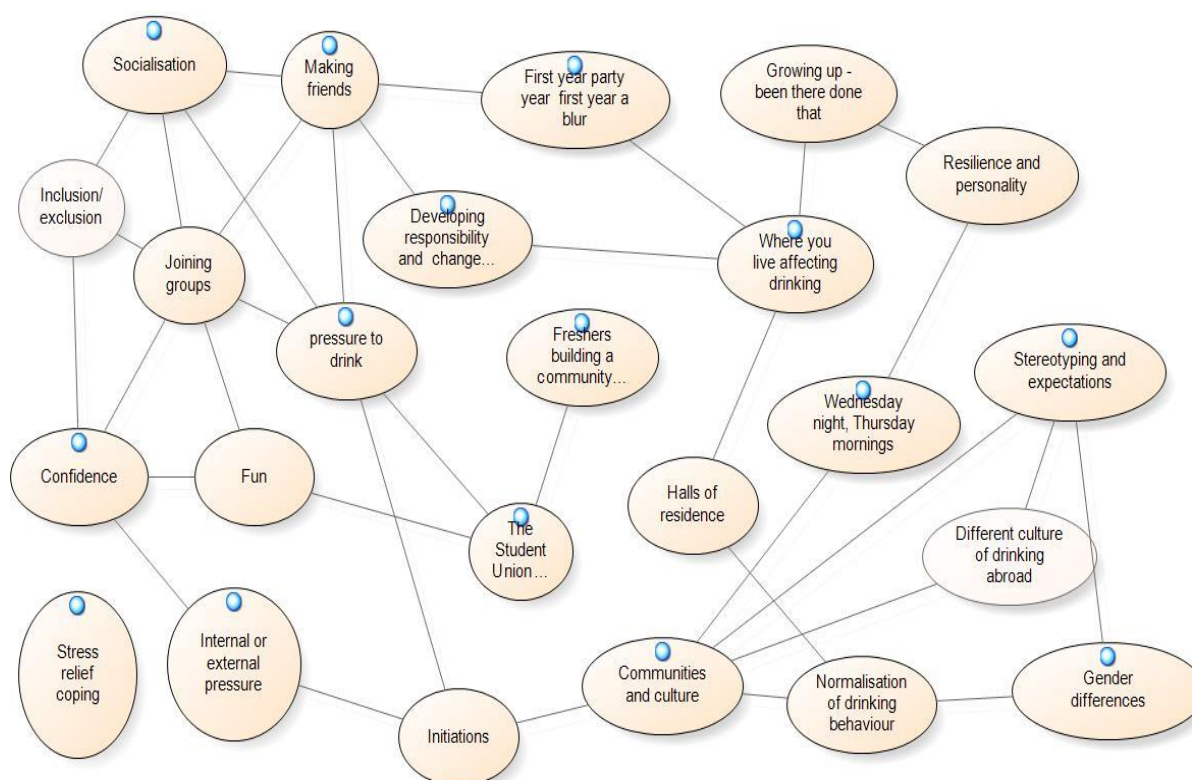 Socialisation
Making
friends
First year party
year first year a
blur
Growing up -
been there done
that
Resilience and
personality
Inclusion/
exclusion
Developing
responsibility
and change...
Where you
live affecting
drinking
Joining
groups
pressure to
drink
Freshers
building a
community...
Stereotyping and
expectations
Wednesday
night, Thursday
mornings
Confidence
Fun
Halls of
residence
The
Student
Union...
Different culture
of drinking
abroad
Stress
relief
coping
Internal or
external
pressure
Initiations
Communities
and culture
Normalisation
of drinking
behaviour
Gender
differences